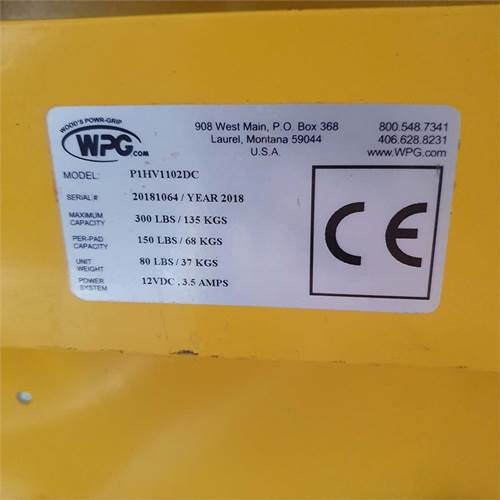 WOOD'S POWR-GRIP
WPG.COM
908 West Main, P.O. Box 368
Laurel, Montana 59044
U.S.A.
800.548.7341
406.628.8231
www.WPG.com
MODEL: P1HV1102DC
SERIAL# 20181064 / YEAR 2018
MAXIMUM CAPACITY 300 LBS / 135 KGS
PER-PAD CAPACITY 150 LBS / 68 KGS
UNIT WEIGHT 80 LBS / 37 KGS
POWER SYSTEM 12VDC , 3.5 AMPS
CE